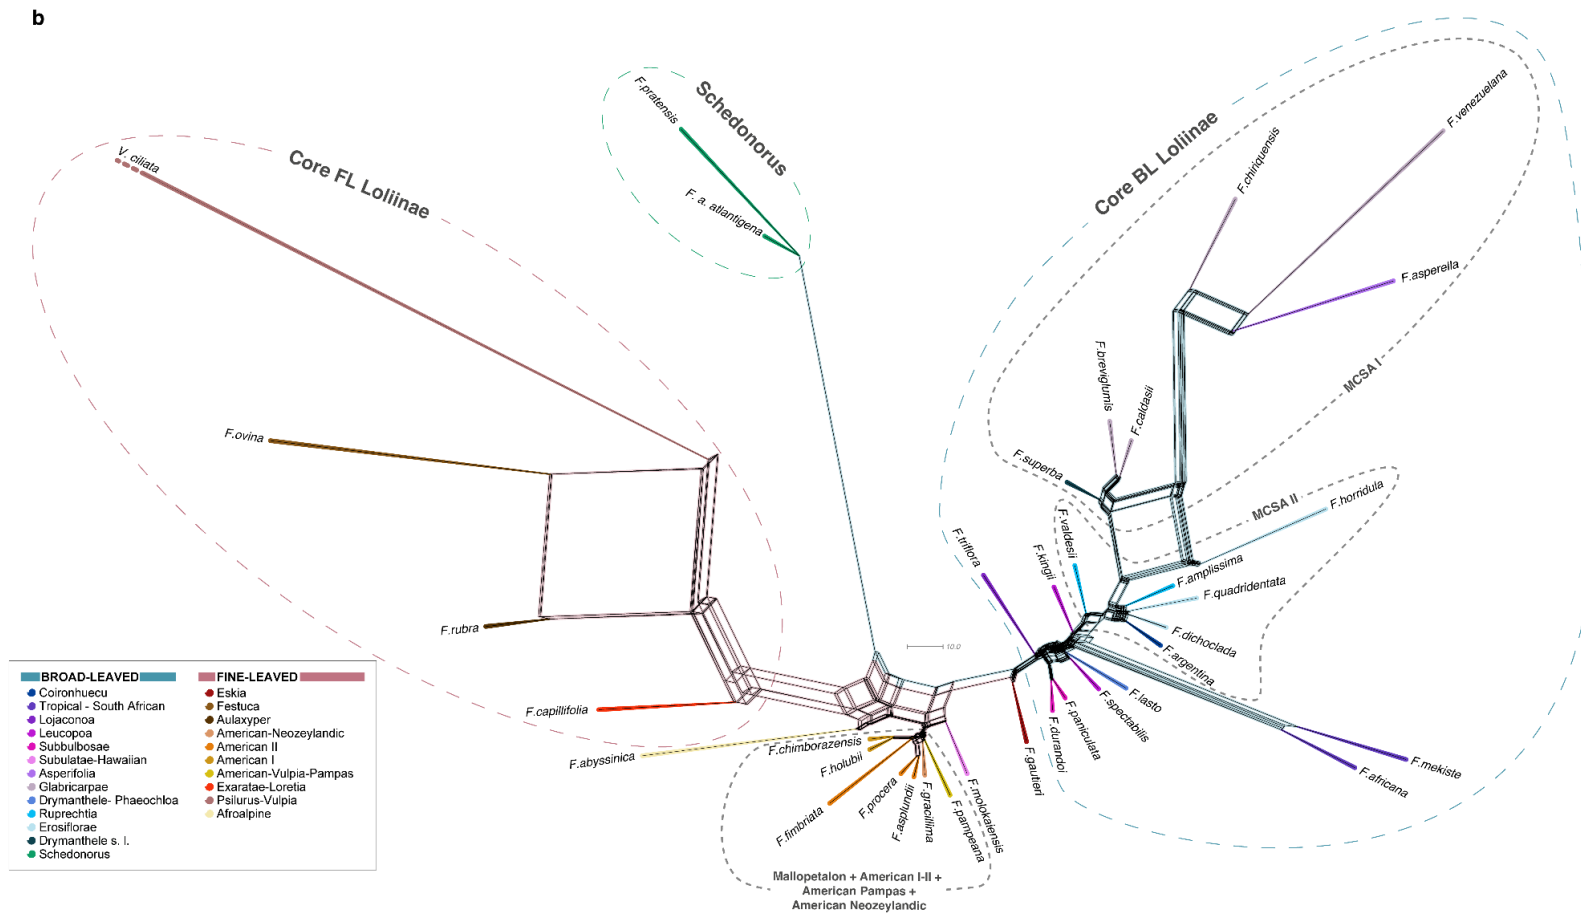 b
V. ciliata
Core FL Loliinae
F.ovina
F.rubra
F.capillifolia
F.abyssinica
F.pratensis
Schedonorus
F. a. atlantigena
Core BL Loliinae
F.venezuelana
F.chiriquensis
F.asperella
MCSA I
F.breviglumis
F.caldasii
F.superba
MCSA II
F.horridula
F.valdesii
F.kingii
F.triflora
F.amplissima
F.quadridentata
F.dichoclada
F.argentina
F.lasto
F.spectabilis
F.paniculata
F.durandoi
F.gautieri
F.mekiste
F.africana
10.0
F.chimborazensis
F.holubii
F.fimbriata
F.procera
F.asplundii
F.gracillima
F.pampeana
F.molokaiensis
Mallopetalon + American I-II +
American Pampas +
American Neozeylandic
BROAD-LEAVED
Coironhuecu
Tropical - South African
Lojaconoa
Leucopoa
Subbulbosae
Subulatae-Hawaiian
Asperifolia
Glabricarpae
Drymanthele- Phaeochloa
Ruprechtia
Erosiflorae
Drymanthele s. l.
Schedonorus
FINE-LEAVED
Eskia
Festuca
Aulaxyper
American-Neozeylandic
American II
American I
American-Vulpia-Pampas
Exaratae-Loretia
Psilurus-Vulpia
Afroalpine